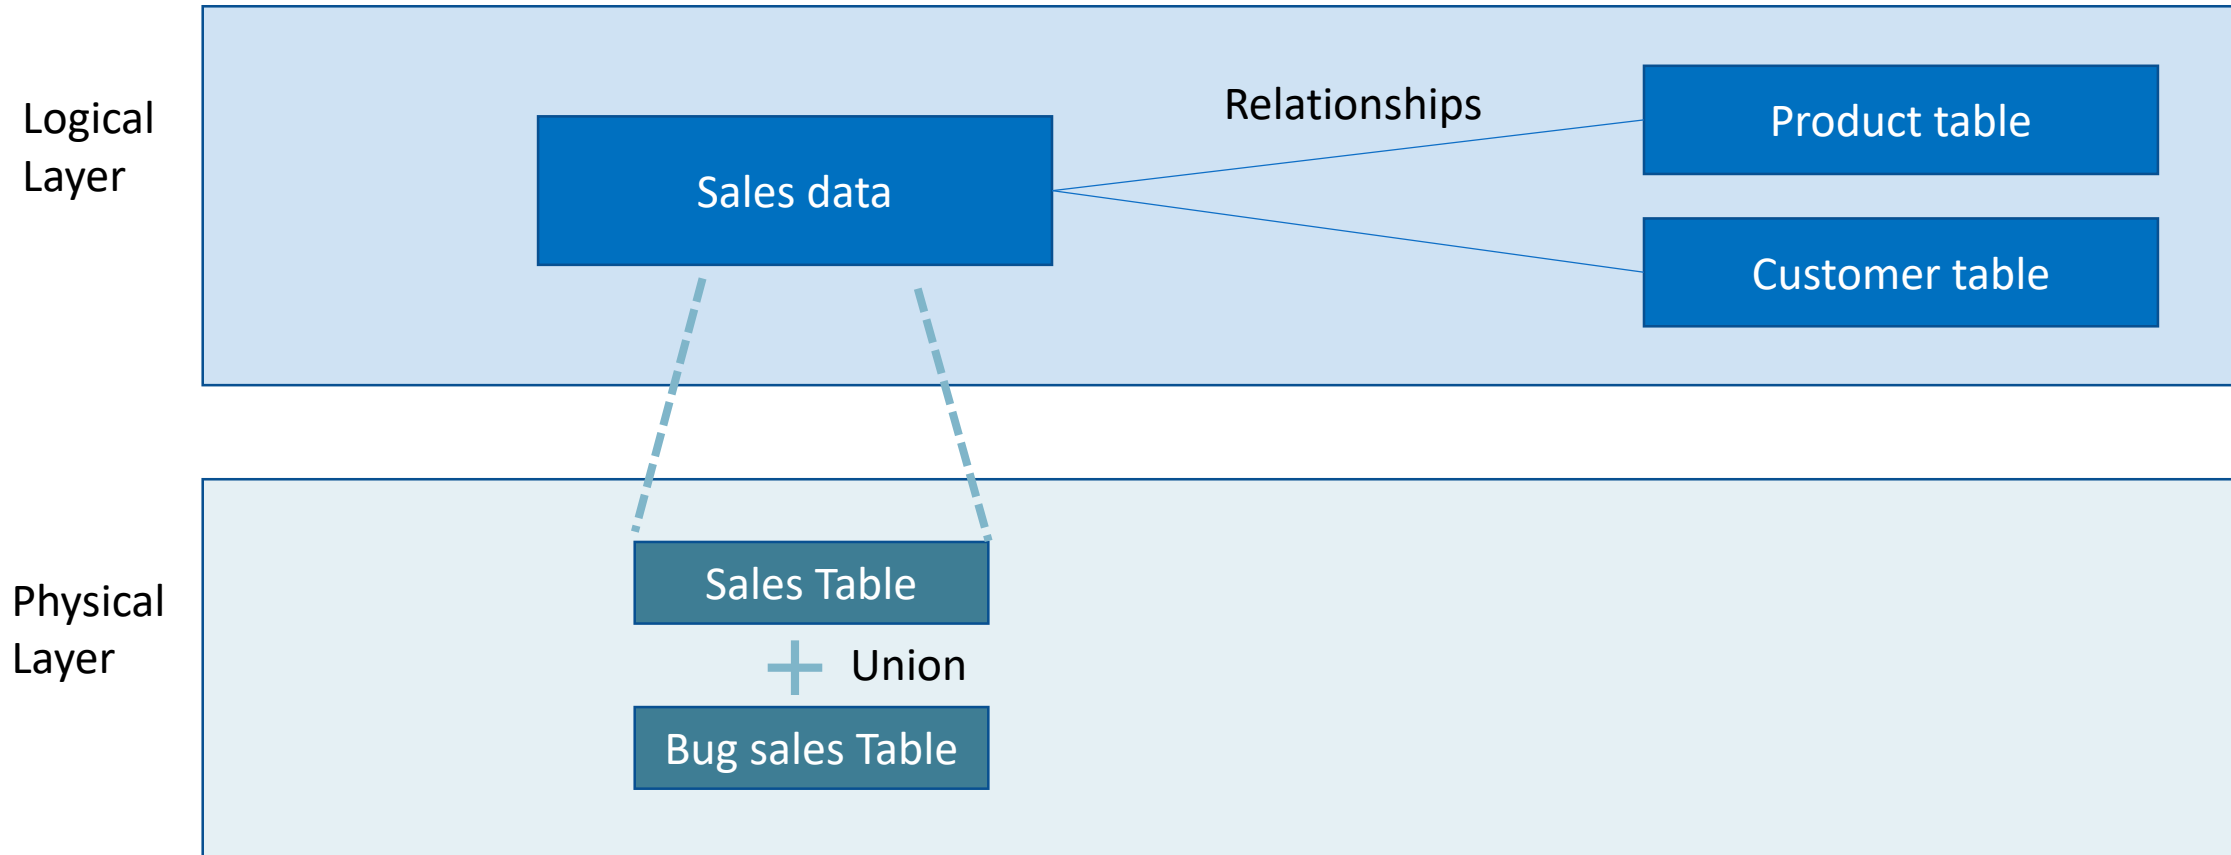 Logical
Layer
Relationships
Product table
Sales data
Customer table
Physical
Layer
Sales Table
Union
Bug sales Table